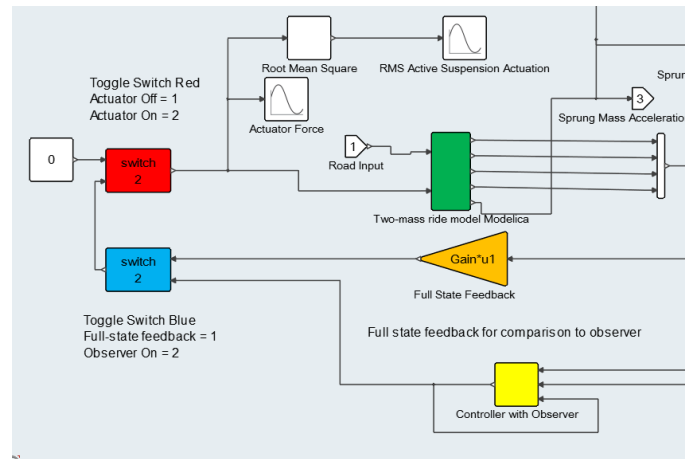 Root Mean Square
RMS Active Suspension Actuation
Sprun
Toggle Switch Red
Actuator Off = 1
Actuator On = 2
3
Sprung Mass Acceleration
Actuator Force
0
switch
2
1
Road Input
Two-mass ride model Modelica
switch
2
Gain*u1
Full State Feedback
Toggle Switch Blue
Full-state feedback = 1
Observer On = 2
Full state feedback for comparison to observer
Controller with Observer